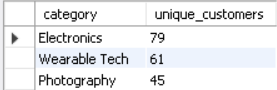 category unique_customers
Electronics 79
Wearable Tech 61
Photography 45